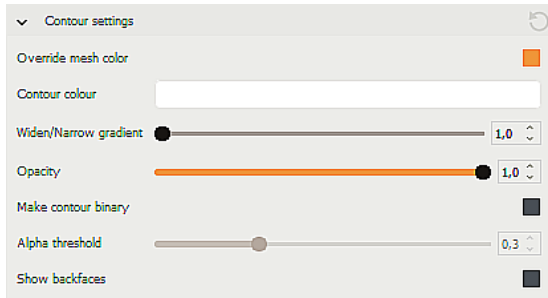 Contour settings
Override mesh color
Contour colour
Widen/Narrow gradient 1,0
Opacity 1,0
Make contour binary
Alpha threshold 0,3
Show backfaces